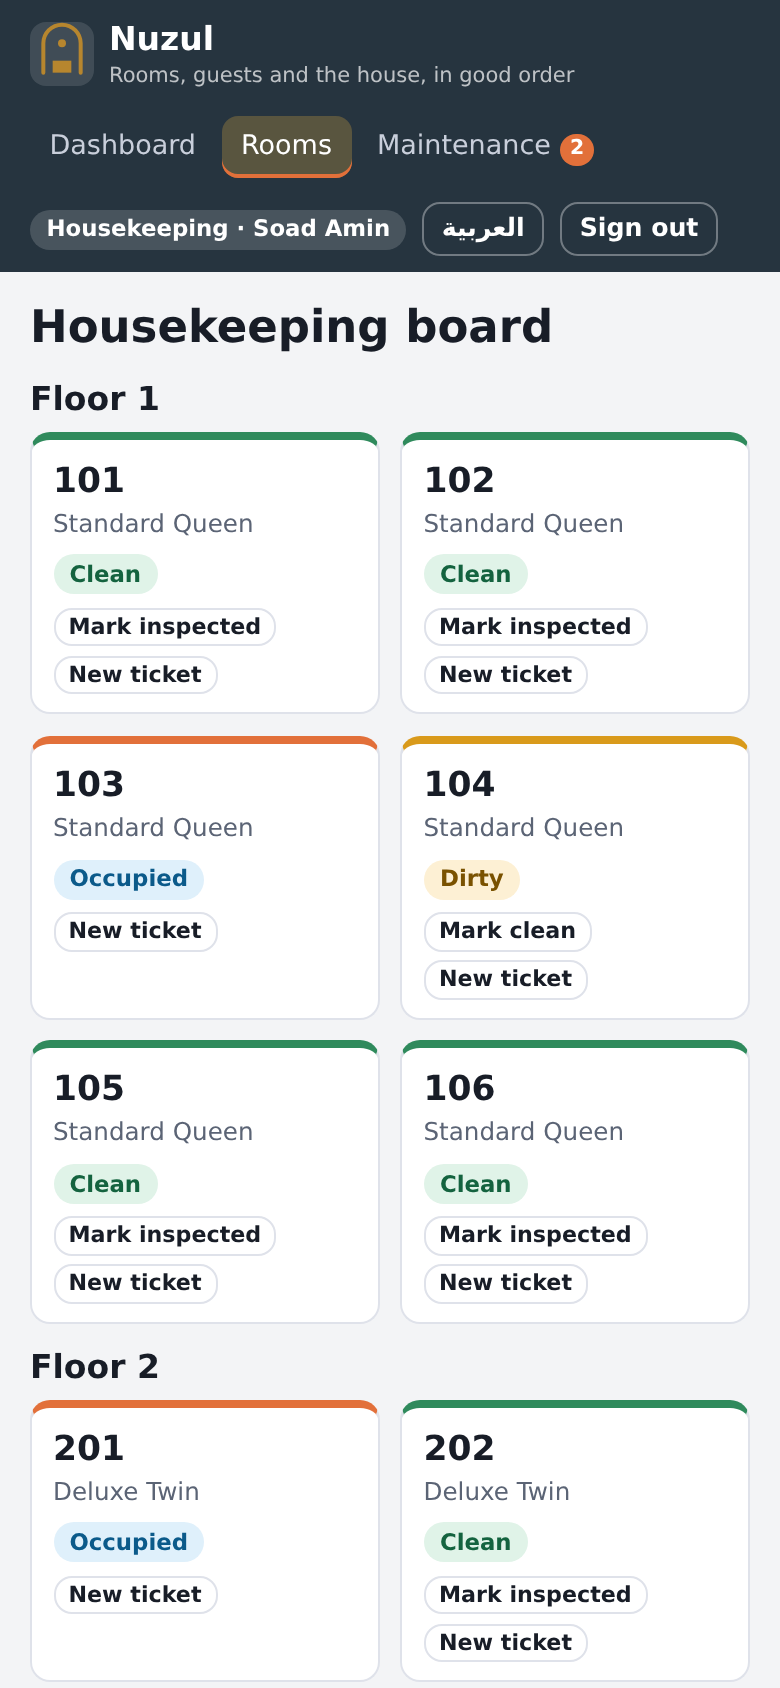 Nuzul
Rooms, guests and the house, in good order
Dashboard Rooms Maintenance 2
Housekeeping · Soad Amin العربية Sign out
Housekeeping board
Floor 1
101
Standard Queen
Clean
Mark inspected
New ticket
102
Standard Queen
Clean
Mark inspected
New ticket
103
Standard Queen
Occupied
New ticket
104
Standard Queen
Dirty
Mark clean
New ticket
105
Standard Queen
Clean
Mark inspected
New ticket
106
Standard Queen
Clean
Mark inspected
New ticket
Floor 2
201
Deluxe Twin
Occupied
New ticket
202
Deluxe Twin
Clean
Mark inspected
New ticket